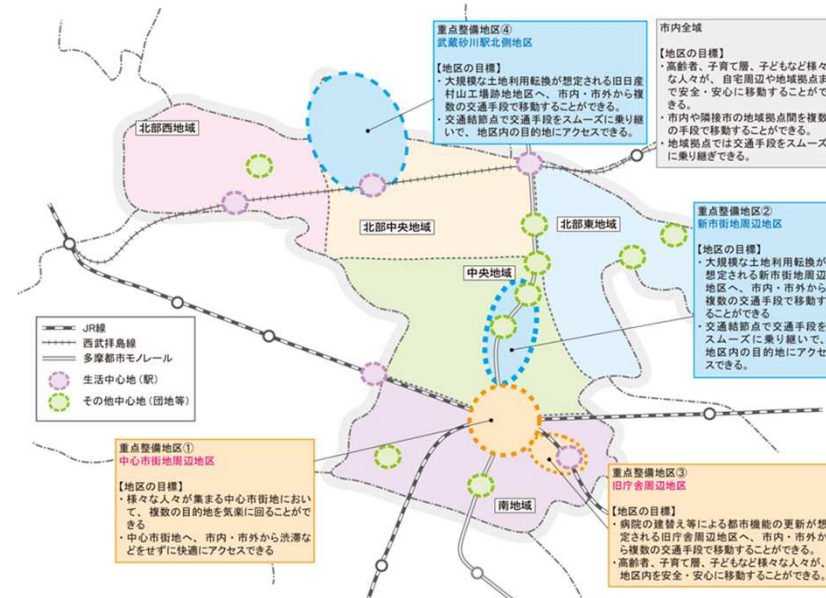 重点整備地区④
武蔵砂川駅北側地区
【地区の目標】
・大規模な土地利用転換が想定される旧日産
村山工場跡地地区へ、市内・市外から複
数の交通手段で移動することができる。
・交通結節点で交通手段をスムーズに乗り継
いで、地区内の目的地にアクセスできる。
市内全域
【地区の目標】
・高齢者、子育て層、子どもなど様々
な人々が、自宅周辺や地域拠点ま
で安全・安心に移動することがで
きる。
・市内や隣接市の地域拠点間を複数
の手段で移動することができる。
・地域拠点では交通手段をスムーズ
に乗り継ぎできる。
北部西地域
北部中央地域
北部東地域
中央地域
重点整備地区②
新市街地周辺地区
【地区の目標】
・大規模な土地利用転換が
想定される新市街地周辺
地区へ、市内・市外から
複数の交通手段で移動す
ることができる
・交通結節点で交通手段を
スムーズに乗り継いで、
地区内の目的地にアクセ
スできる。
JR線
西武拝島線
多摩都市モノレール
生活中心地（駅）
その他中心地（団地等）
重点整備地区①
中心市街地周辺地区
【地区の目標】
・様々な人々が集まる中心市街地におい
て、複数の目的地を気楽に回ることがで
きる
・中心市街地へ、市内・市外から渋滞な
どをせずに快適にアクセスできる
南地域
重点整備地区③
旧庁舎周辺地区
【地区の目標】
・病院の建替え等による都市機能の更新が想
定される旧庁舎周辺地区へ、市内・市外か
ら複数の交通手段で移動することができる。
・高齢者、子育て層、子どもなど様々な人々が、
地区内を安全・安心に移動することができる。